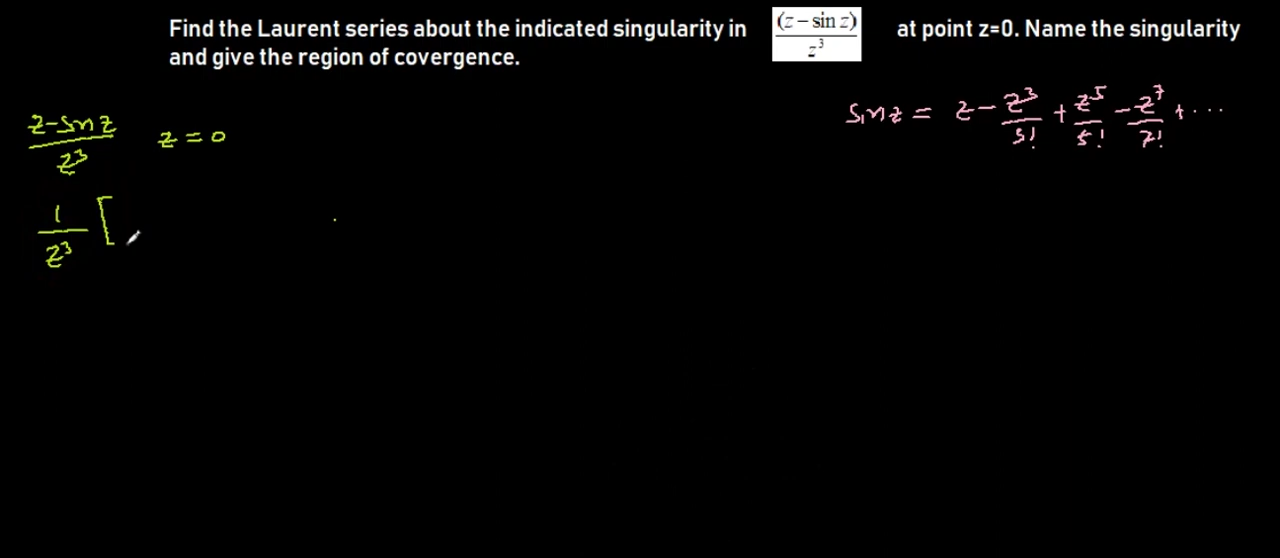 Find the Laurent series about the indicated singularity in (z − sin z) / z³ at point z=0. Name the singularity
and give the region of covergence.
sin z = z − z³/3! + z⁵/5! − z⁷/7! + ...
z−sin z / z³ z = 0
1/z³ [